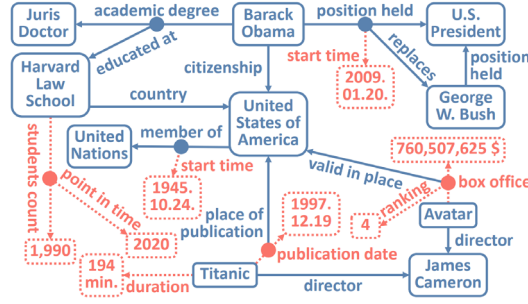 Juris
Doctor
academic degree
Barack
Obama
position held
U.S.
President
educated at
start time
replaces
position
held
Harvard
Law
School
citizenship
2009.
01.20.
George
W. Bush
country
United
States of
America
United
Nations
member of
760,507,625 $
students count
point in time
start time
valid in place
box office
ranking
1945.
10.24.
place of
publication
1997.
12.19
4
Avatar
1,990
2020
publication date
director
194
min.
duration
Titanic
director
James
Cameron